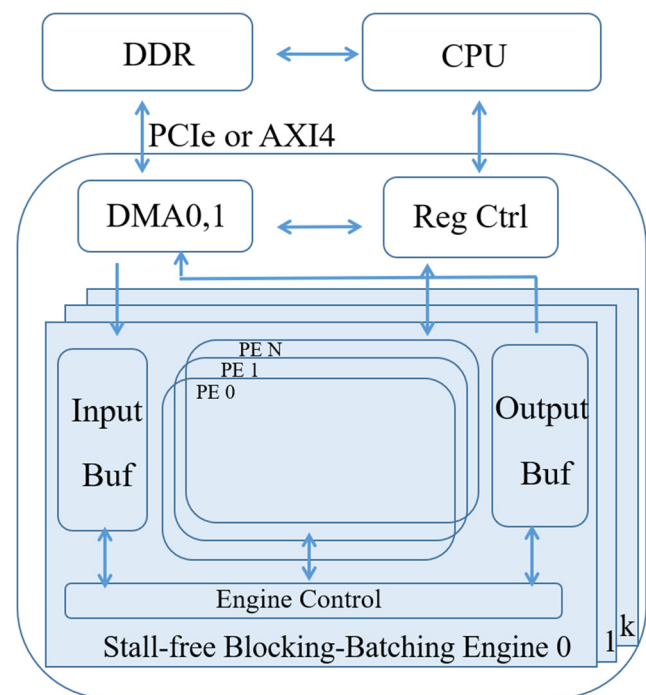 DDR
CPU
PCIe or AXI4
DMA0,1
Reg Ctrl
PE N
PE 1
PE 0
Input
Buf
Output
Buf
Engine Control
Stall-free Blocking-Batching Engine 0
1
k